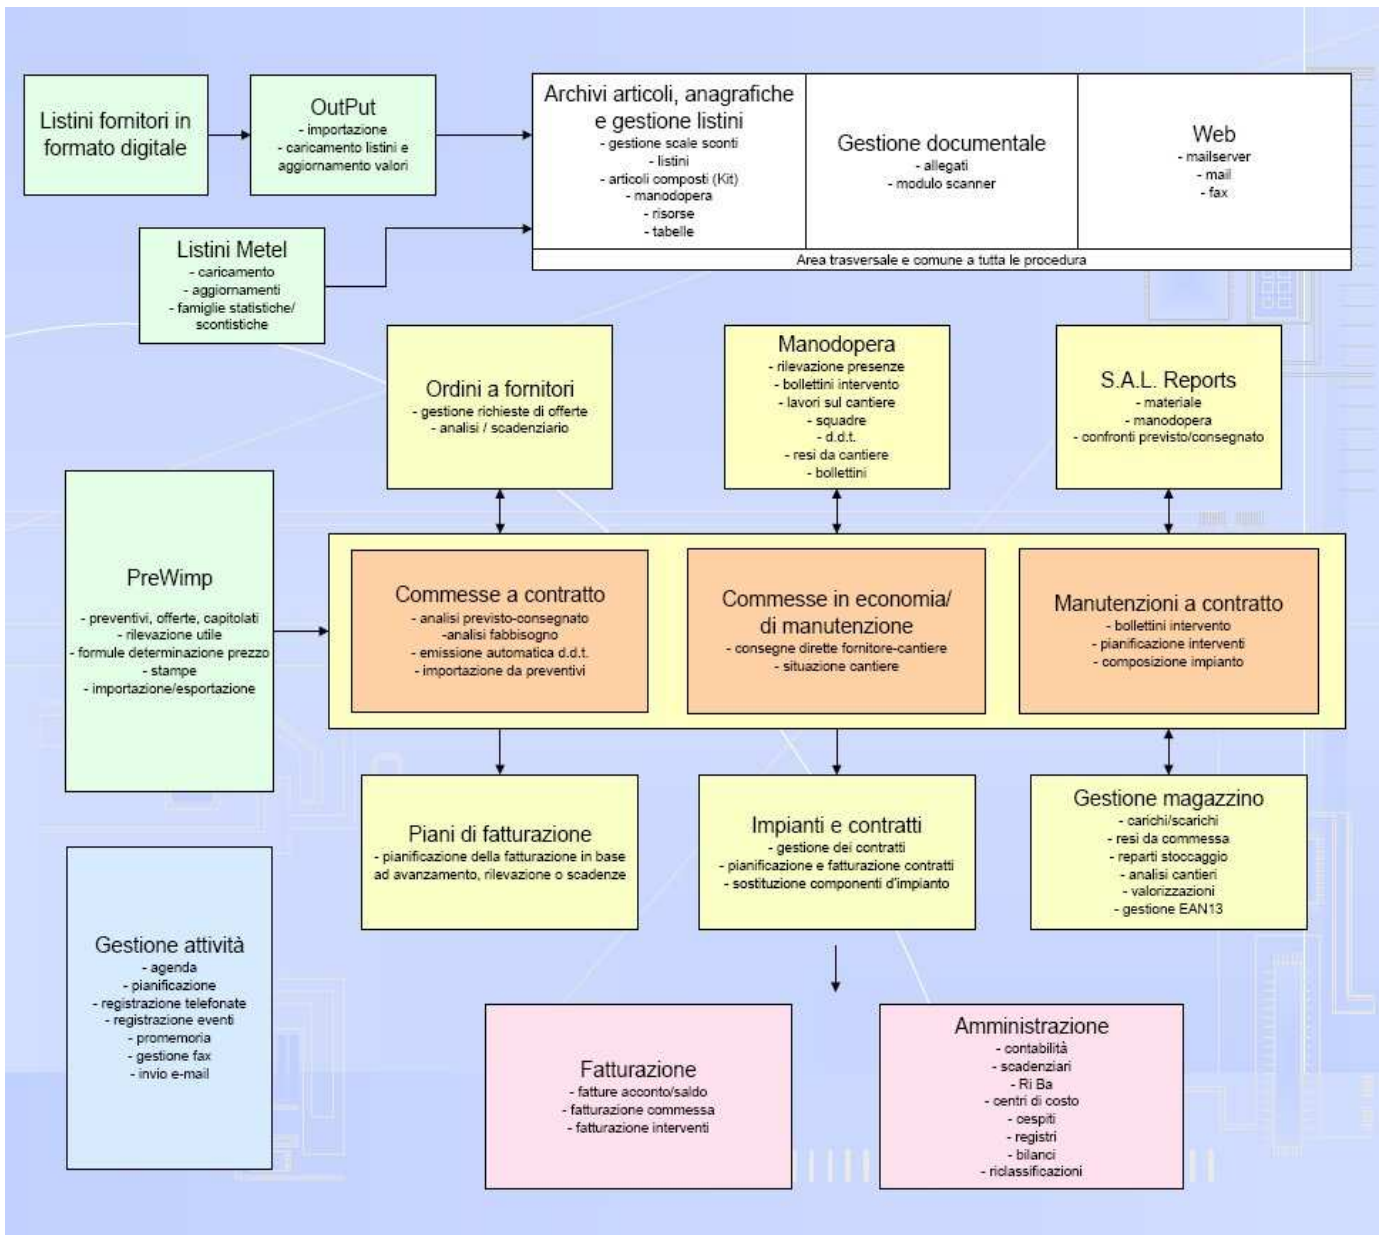 Listini fornitori in
formato digitale
OutPut
- importazione
- caricamento listini e
aggiornamento valori
Archivi articoli, anagrafiche
e gestione listini
- gestione scale sconti
- listini
- articoli composti (Kit)
- manodopera
- risorse
- tabelle
Gestione documentale
- allegati
- modulo scanner
Web
- mailserver
- mail
- fax
Area trasversale e comune a tutta le procedura
Listini Metel
- caricamento
- aggiornamenti
- famiglie statistiche/
scontistiche
Ordini a fornitori
- gestione richieste di offerte
- analisi / scadenziario
Manodopera
- rilevazione presenze
- bollettini intervento
- lavori sul cantiere
- squadre
- d.d.t.
- resi da cantiere
- bollettini
S.A.L. Reports
- materiale
- manodopera
- confronti previsto/consegnato
PreWimp
- preventivi, offerte, capitolati
- rilevazione utile
- formule determinazione prezzo
- stampe
- importazione/esportazione
Commesse a contratto
- analisi previsto-consegnato
-analisi fabbisogno
- emissione automatica d.d.t.
- importazione da preventivi
Commesse in economia/
di manutenzione
- consegne dirette fornitore-cantiere
- situazione cantiere
Manutenzioni a contratto
- bollettini intervento
- pianificazione interventi
- composizione impianto
Piani di fatturazione
- pianificazione della fatturazione in base
ad avanzamento, rilevazione o scadenze
Impianti e contratti
- gestione dei contratti
- pianificazione e fatturazione contratti
- sostituzione componenti d'impianto
Gestione magazzino
- carichi/scarichi
- resi da commessa
- reparti stoccaggio
- analisi cantieri
- valorizzazioni
- gestione EAN13
Gestione attività
- agenda
- pianificazione
- registrazione telefonate
- registrazione eventi
- promemoria
- gestione fax
- invio e-mail
Fatturazione
- fatture acconto/saldo
- fatturazione commessa
- fatturazione interventi
Amministrazione
- contabilità
- scadenziari
- Ri Ba
- centri di costo
- cespiti
- registri
- bilanci
- riclassificazioni